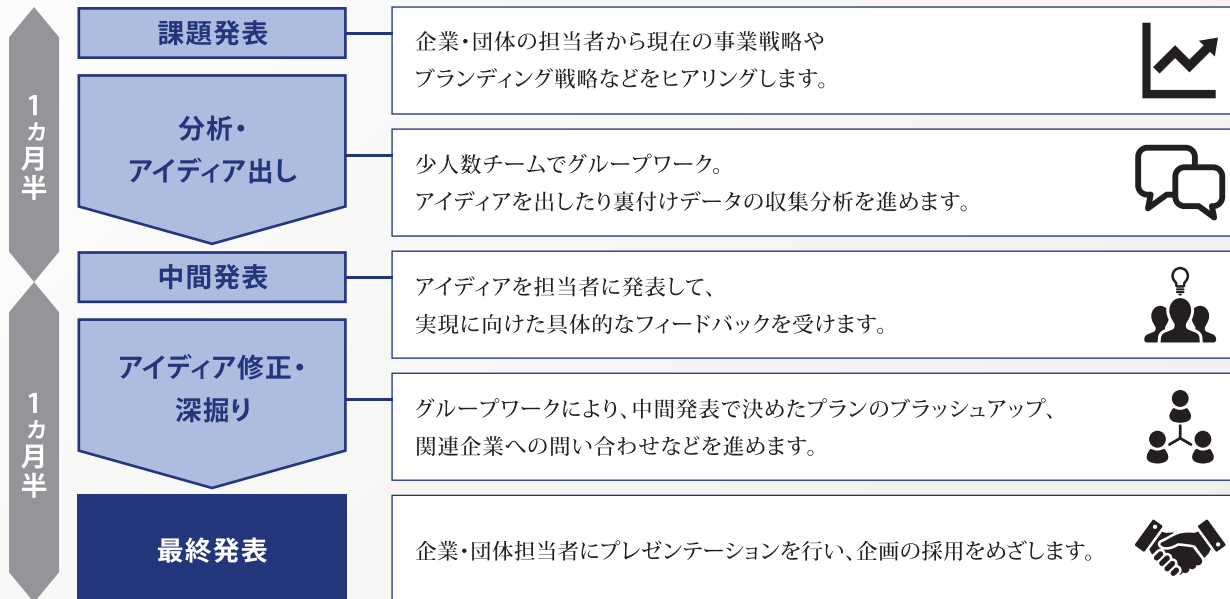 1ヵ月半
課題発表
企業・団体の担当者から現在の事業戦略や
ブランディング戦略などをヒアリングします。
分析・
アイディア出し
少人数チームでグループワーク。
アイディアを出したり裏付けデータの収集分析を進めます。
中間発表
アイディアを担当者に発表して、
実現に向けた具体的なフィードバックを受けます。
1ヵ月半
アイディア修正・
深掘り
グループワークにより、中間発表で決めたプランのブラッシュアップ、
関連企業への問い合わせなどを進めます。
最終発表
企業・団体担当者にプレゼンテーションを行い、企画の採用をめざします。